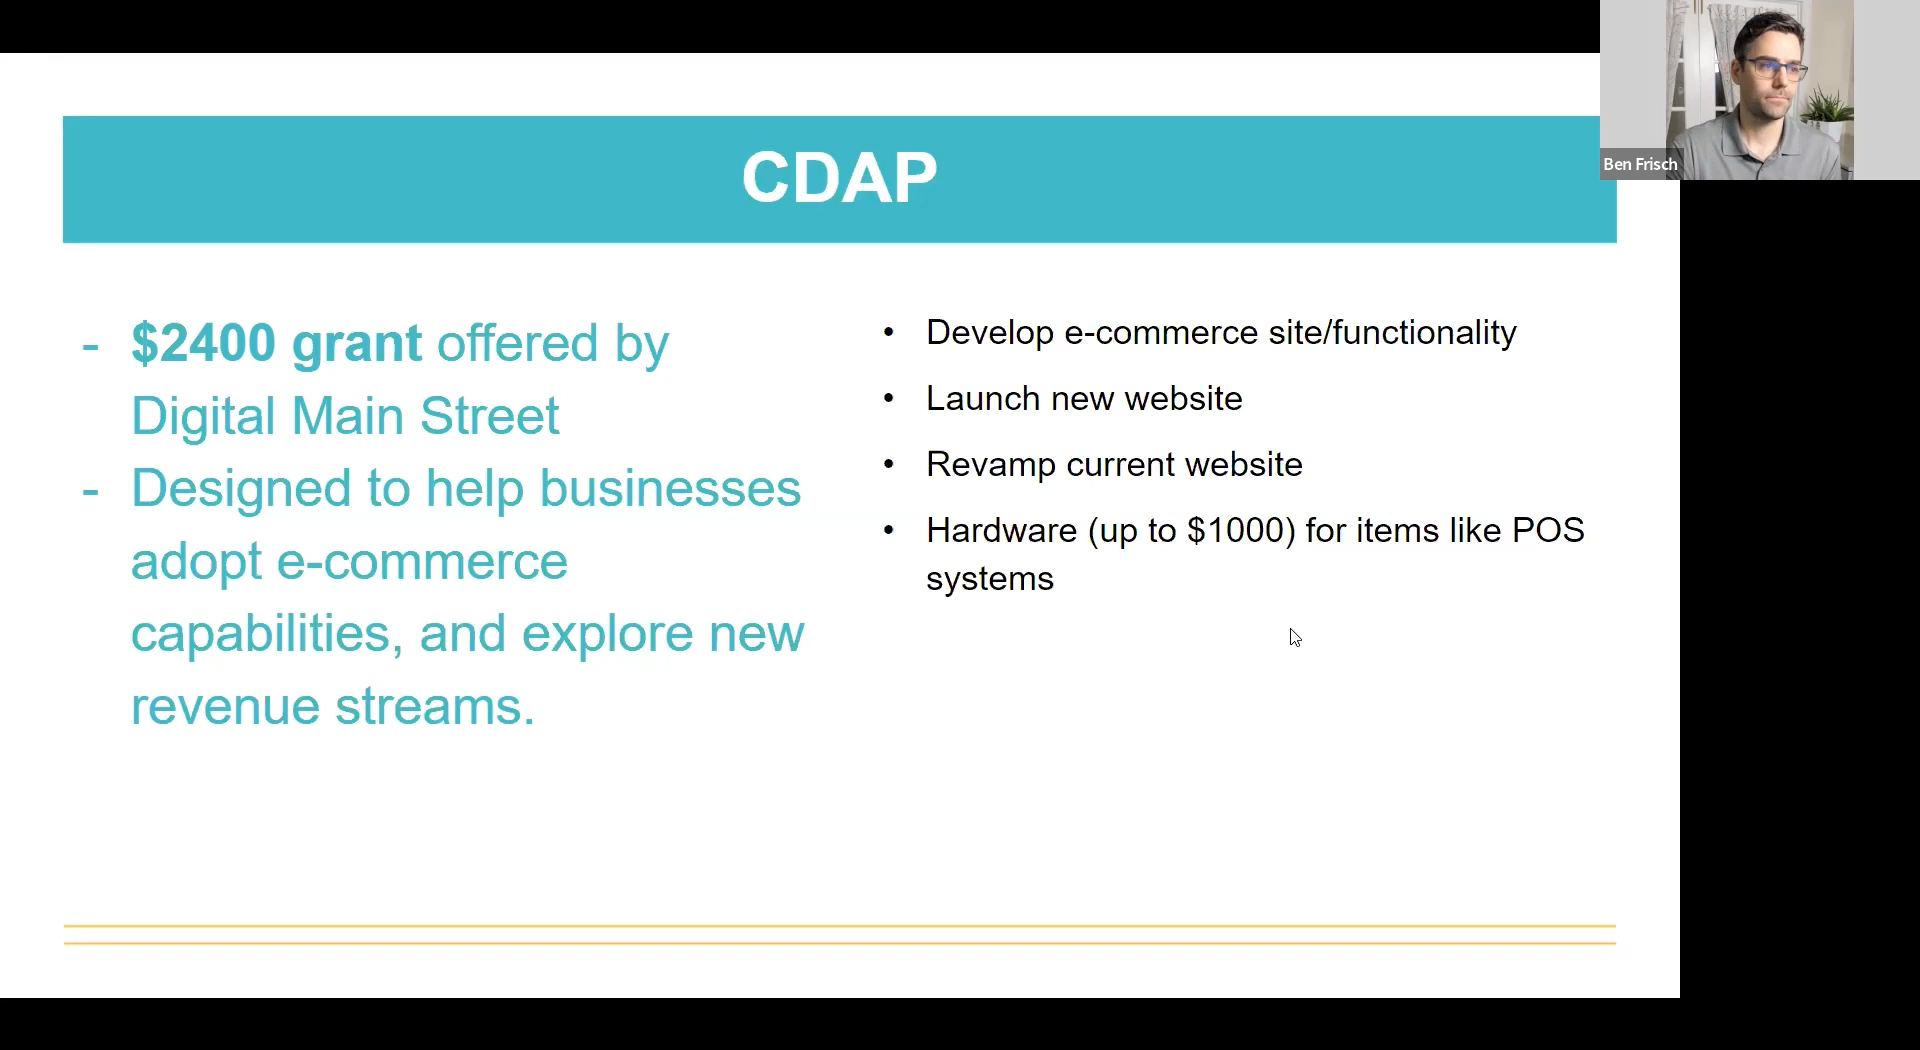 CDAP
- $2400 grant offered by
Digital Main Street
- Designed to help businesses
adopt e-commerce
capabilities, and explore new
revenue streams.
• Develop e-commerce site/functionality
• Launch new website
• Revamp current website
• Hardware (up to $1000) for items like POS
systems
Ben Frisch